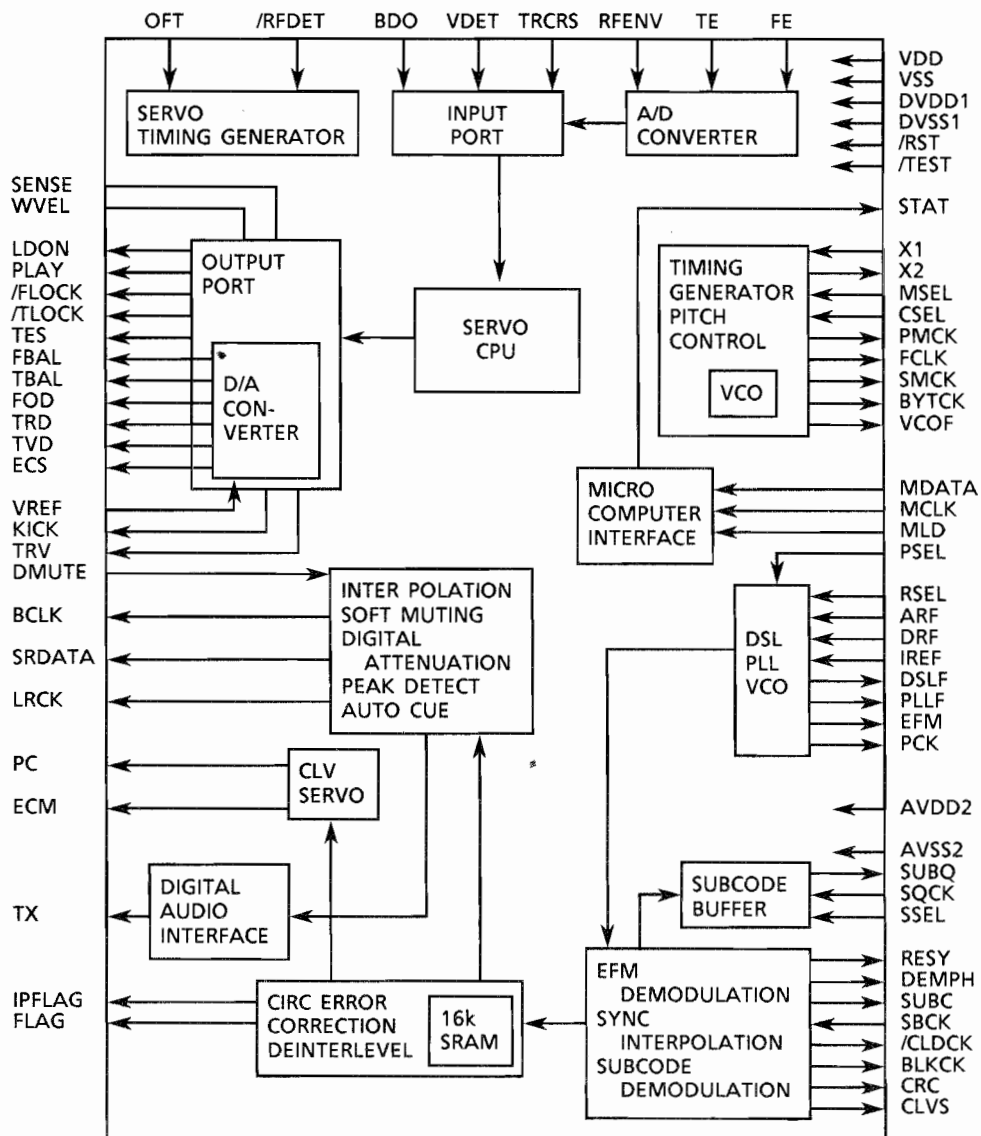 OFT /RFDET BDO VDET TRCRS RFENV TE FE
VDD
VSS
DVDD1
DVSS1
/RST
/TEST
SERVO
TIMING GENERATOR
INPUT
PORT
A/D
CONVERTER
SENSE
WVEL
LDON
PLAY
/FLOCK
/TLOCK
TES
FBAL
TBAL
FOD
TRD
TVD
ECS
VREF
KICK
TRV
DMUTE
BCLK
SRDATA
LRCK
PC
ECM
TX
IPFLAG
FLAG
OUTPUT
PORT
D/A
CON-
VERTER
SERVO
CPU
STAT
X1
X2
MSEL
CSEL
PMCK
FCLK
SMCK
BYTCK
VCOF
TIMING
GENERATOR
PITCH
CONTROL
VCO
MICRO
COMPUTER
INTERFACE
MDATA
MCLK
MLD
PSEL
RSEL
ARF
DRF
IREF
DSLF
PLLF
EFM
PCK
DSL
PLL
VCO
INTER POLATION
SOFT MUTING
DIGITAL
ATTENUATION
PEAK DETECT
AUTO CUE
CLV
SERVO
AVDD2
AVSS2
SUBQ
SQCK
SSEL
SUBCODE
BUFFER
DIGITAL
AUDIO
INTERFACE
CIRC ERROR
CORRECTION
DEINTERLEVEL
16k
SRAM
EFM
DEMODULATION
SYNC
INTERPOLATION
SUBCODE
DEMODULATION
RESY
DEMPH
SUBC
SBCK
/CLDCK
BLKCK
CRC
CLVS